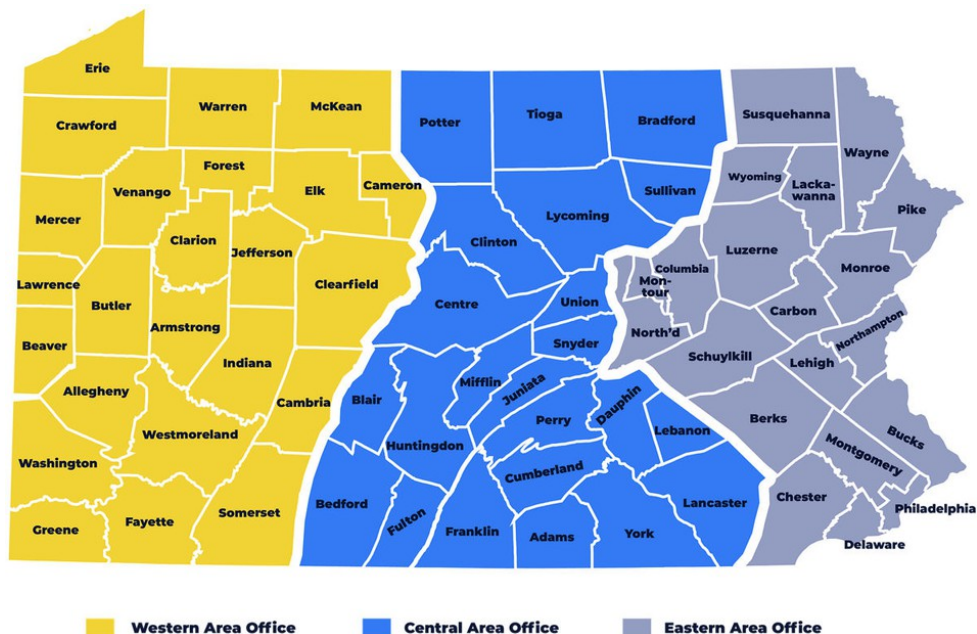 Erie
Warren
McKean
Crawford
Forest
Venango
Elk
Cameron
Mercer
Clarion
Jefferson
Lawrence
Butler
Clearfield
Armstrong
Beaver
Indiana
Allegheny
Cambria
Westmoreland
Washington
Somerset
Fayette
Greene
Potter
Tioga
Bradford
Sullivan
Lycoming
Clinton
Centre
Union
Snyder
Mifflin
Juniata
Blair
Perry
Dauphin
Huntingdon
Lebanon
Cumberland
Bedford
Fulton
Franklin
Adams
York
Lancaster
Susquehanna
Wayne
Wyoming
Lacka-
wanna
Pike
Luzerne
Columbia
Mon-
tour
Monroe
Carbon
North'd
Northampton
Schuylkill
Lehigh
Berks
Bucks
Montgomery
Chester
Philadelphia
Delaware
Western Area Office
Central Area Office
Eastern Area Office